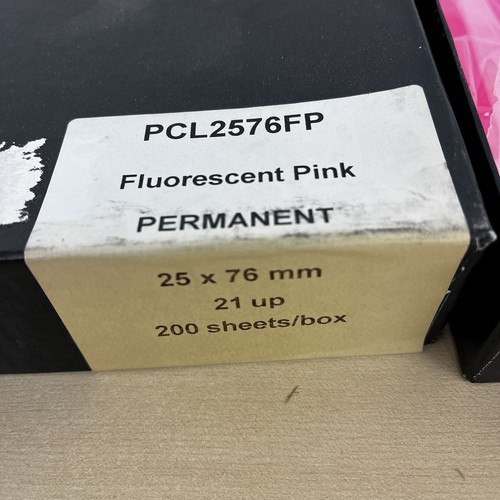 PCL2576FP
Fluorescent Pink
PERMANENT
25 x 76 mm
21 up
200 sheets/box